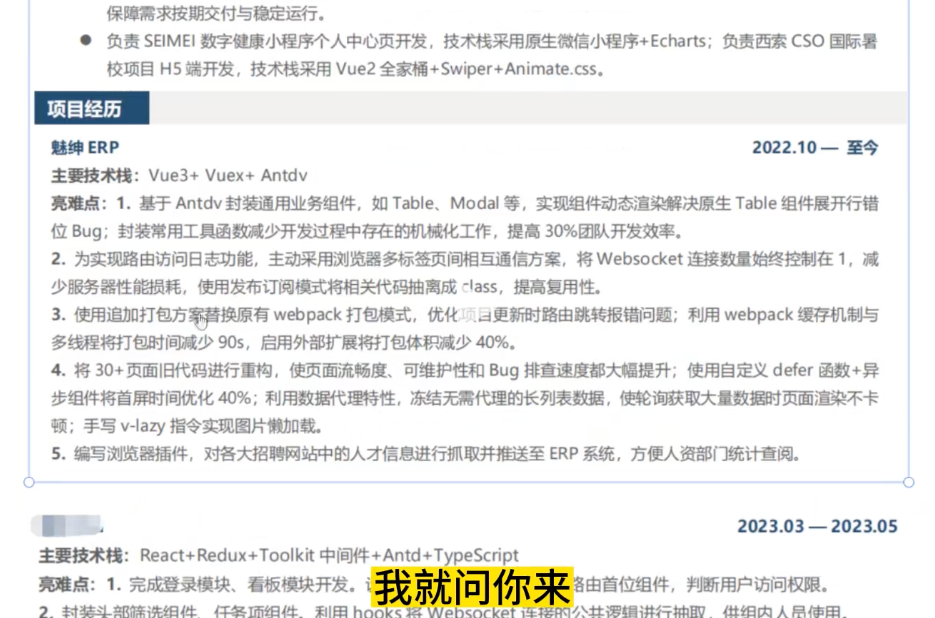 保障需求按期交付与稳定运行。
● 负责 SEIMEI 数字健康小程序个人中心页开发，技术栈采用原生微信小程序+Echarts；负责西索 CSO 国际暑
校项目 H5 端开发，技术栈采用 Vue2 全家桶+Swiper+Animate.css。
项目经历
魅绅 ERP 2022.10 — 至今
主要技术栈：Vue3+ Vuex+ Antdv
亮难点：1. 基于 Antdv 封装通用业务组件，如 Table、Modal 等，实现组件动态渲染解决原生 Table 组件展开行错
位 Bug；封装常用工具函数减少开发过程中存在的机械化工作，提高 30%团队开发效率。
2. 为实现路由访问日志功能，主动采用浏览器多标签页间相互通信方案，将 Websocket 连接数量始终控制在 1，减
少服务器性能损耗，使用发布订阅模式将相关代码抽离成 class，提高复用性。
3. 使用追加打包方案替换原有 webpack 打包模式，优化项目更新时路由跳转报错问题；利用 webpack 缓存机制与
多线程将打包时间减少 90s，启用外部扩展将打包体积减少 40%。
4. 将 30+页面旧代码进行重构，使页面流畅度、可维护性和 Bug 排查速度都大幅提升；使用自定义 defer 函数+异
步组件将首屏时间优化 40%；利用数据代理特性，冻结无需代理的长列表数据，使轮询获取大量数据时页面渲染不卡
顿；手写 v-lazy 指令实现图片懒加载。
5. 编写浏览器插件，对各大招聘网站中的人才信息进行抓取并推送至 ERP 系统，方便人资部门统计查阅。
2023.03 — 2023.05
主要技术栈：React+Redux+Toolkit 中间件+Antd+TypeScript
亮难点：1. 完成登录模块、看板模块开发。路由首位组件，判断用户访问权限。
我就问你来
2. 封装头部筛选组件、任务项组件。利用 hooks 将 Websocket 连接的公共逻辑进行抽取，供组内人员使用。